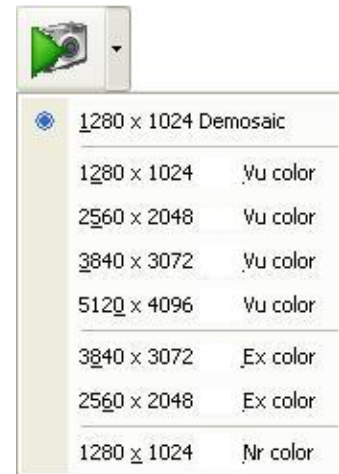 1280 x 1024 Demosaic
1280 x 1024 Vu color
2560 x 2048 Vu color
3840 x 3072 Vu color
5120 x 4096 Vu color
3840 x 3072 Ex color
2560 x 2048 Ex color
1280 x 1024 Nr color